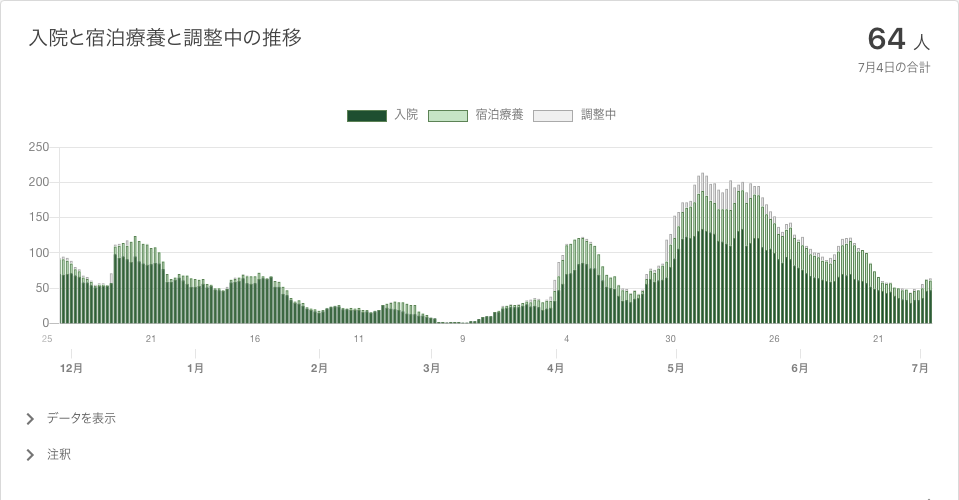 入院と宿泊療養と調整中の推移
64 人
7月4日の合計
入院 宿泊療養 調整中
250
200
150
100
50
0
25 21 16 11 9 4 30 26 21
12月 1月 2月 3月 4月 5月 6月 7月
データを表示
注釈